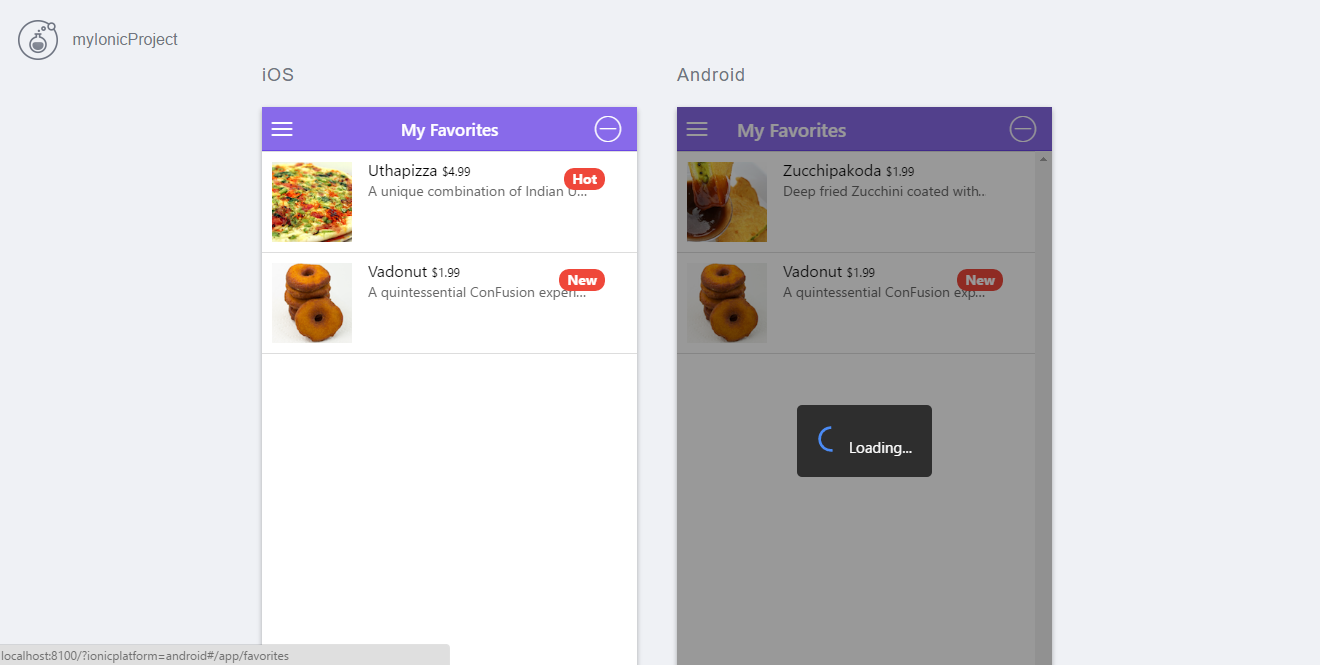 myIonicProject
iOS
My Favorites
Uthapizza $4.99
Hot
A unique combination of Indian U...
Vadonut $1.99
New
A quintessential ConFusion experi...
Android
My Favorites
Zucchipakoda $1.99
Deep fried Zucchini coated with...
Vadonut $1.99
New
A quintessential ConFusion exp...
Loading...
localhost:8100/?ionicplatform=android#/app/favorites